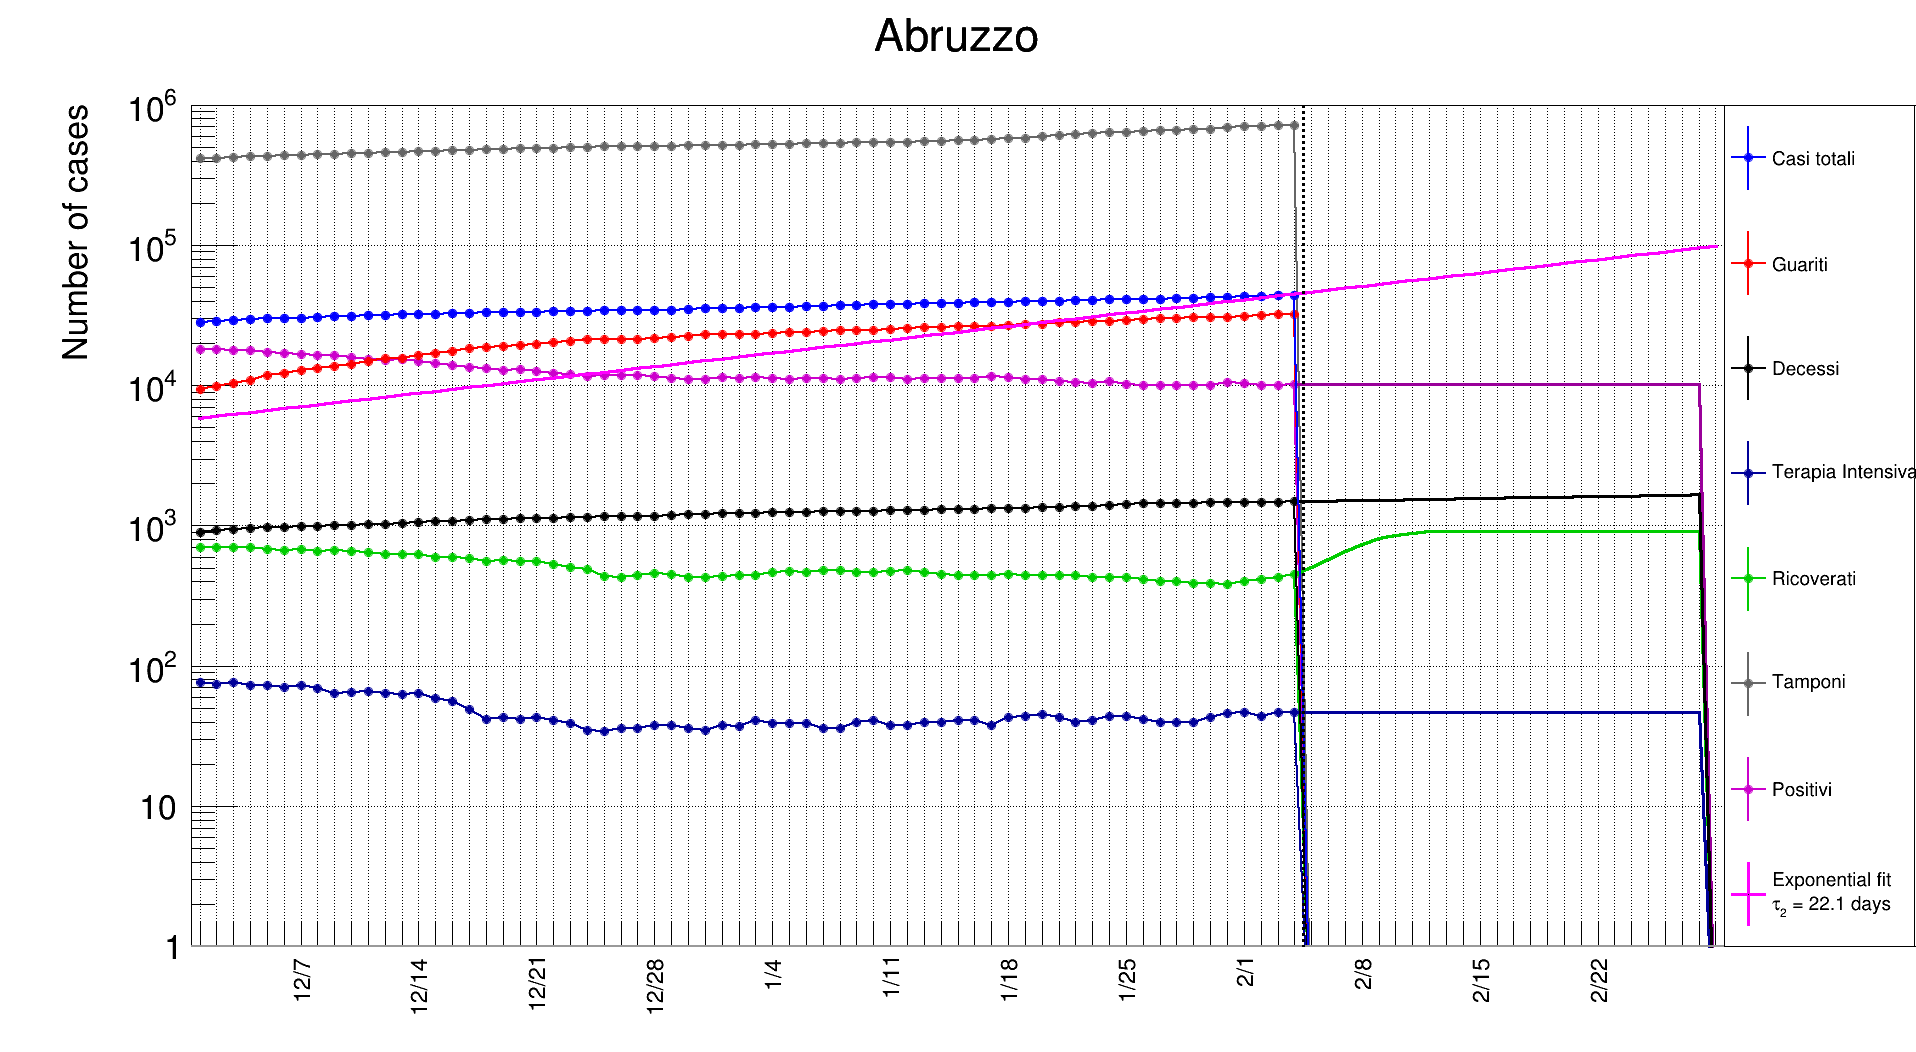 Abruzzo
Number of cases
10^6
10^5
10^4
10^3
10^2
10
1
12/7
12/14
12/21
12/28
1/4
1/11
1/18
1/25
2/1
2/8
2/15
2/22
Casi totali
Guariti
Decessi
Terapia Intensiva
Ricoverati
Tamponi
Positivi
Exponential fit
τ₂ = 22.1 days